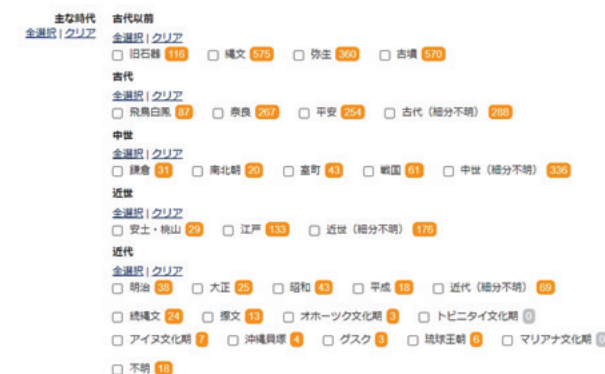 主な時代 古代以前
全選択 | クリア 全選択 | クリア
旧石器 116 縄文 575 弥生 360 古墳 570
古代
全選択 | クリア
飛鳥白鳳 87 奈良 267 平安 254 古代（細分不明） 288
中世
全選択 | クリア
鎌倉 31 南北朝 20 室町 43 戦国 61 中世（細分不明） 336
近世
全選択 | クリア
安土・桃山 29 江戸 133 近世（細分不明） 176
近代
全選択 | クリア
明治 38 大正 25 昭和 43 平成 18 近代（細分不明） 69
続縄文 24 擦文 13 オホーツク文化期 3 トビニタイ文化期 0
アイヌ文化期 7 沖縄貝塚 4 グスク 3 琉球王朝 6 マリアナ文化期 0
不明 18